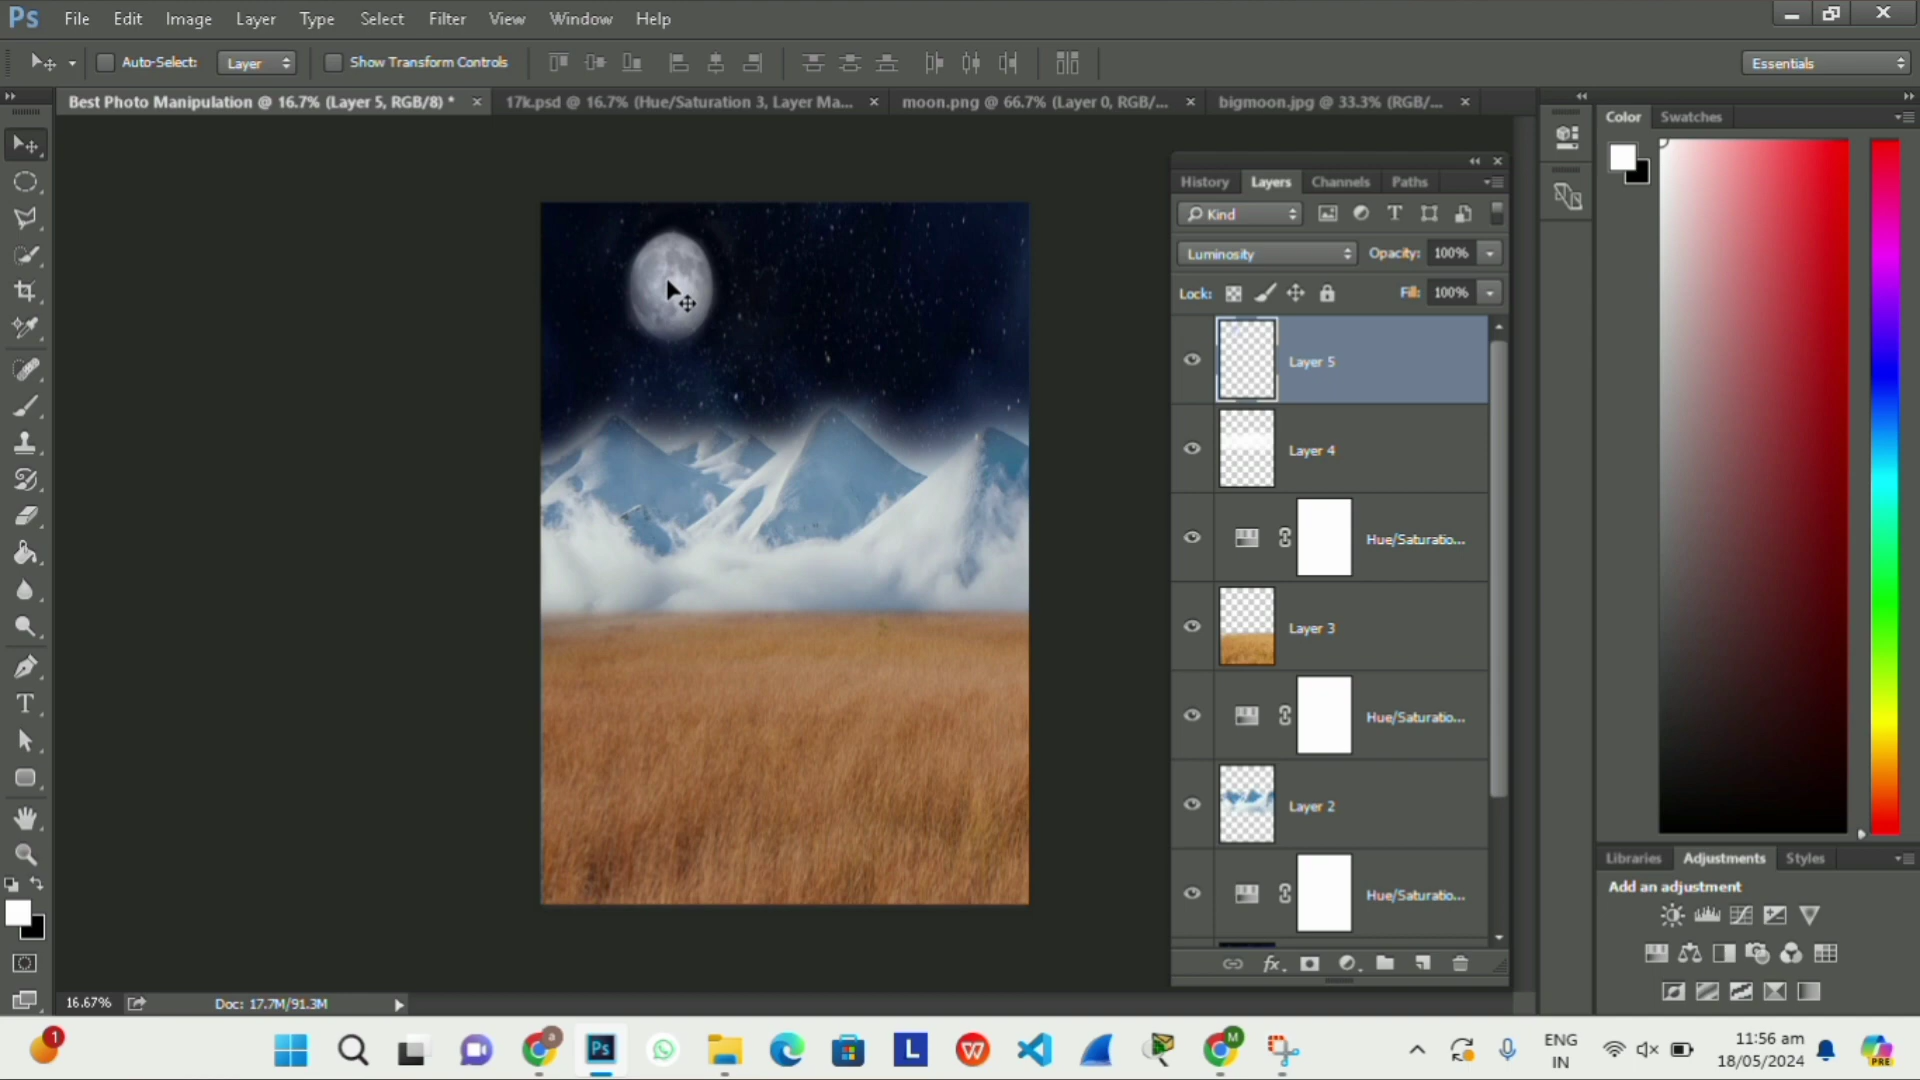 Ps File Edit Image Layer Type Select Filter View Window Help
Auto-Select: Layer Show Transform Controls Essentials
Best Photo Manipulation @ 16.7% (Layer 5, RGB/8) * × 17k.psd @ 16.7% (Hue/Saturation 3, Layer Ma... × moon.png @ 66.7% (Layer 0, RGB/... × bigmoon.jpg @ 33.3% (RGB/... ×
Color Swatches
History Layers Channels Paths
Kind
Luminosity Opacity: 100%
Lock: Fill: 100%
Layer 5
Layer 4
Hue/Saturatio...
Layer 3
Hue/Saturatio...
Layer 2
Hue/Saturatio...
Libraries Adjustments Styles
Add an adjustment
fx
16.67% Doc: 17.7M/91.3M
1 a Ps L W M ENG IN 11:56 am 18/05/2024 PRE